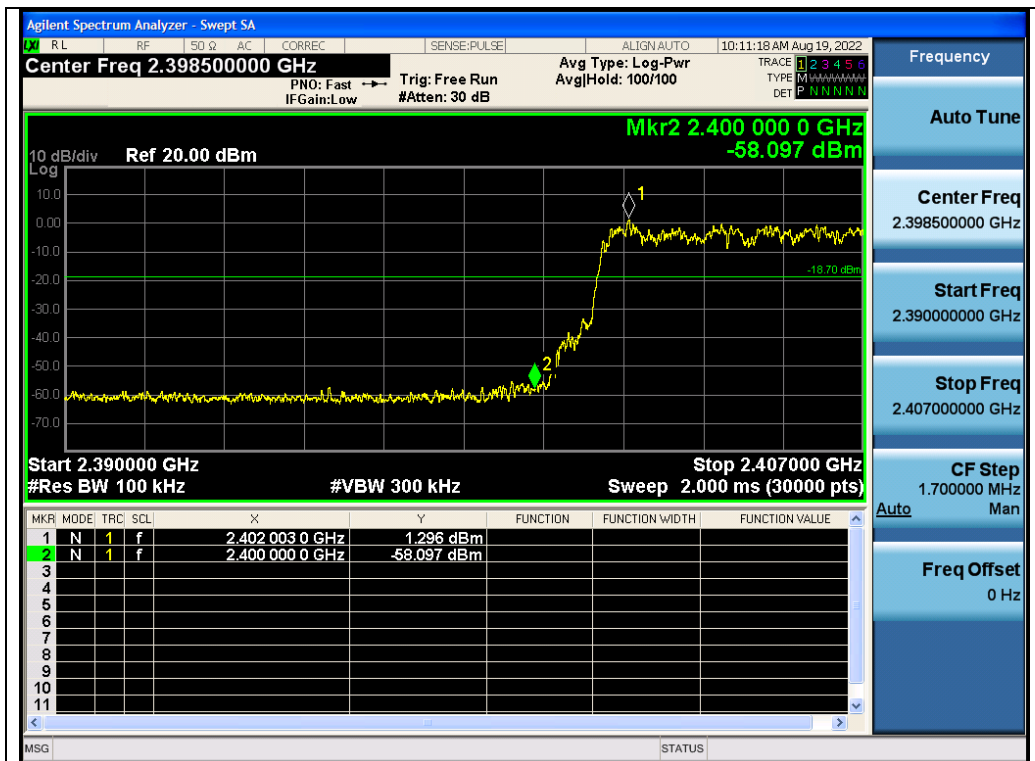 Agilent Spectrum Analyzer - Swept SA
LXI RL RF 50 Ω AC CORREC SENSE:PULSE ALIGN AUTO 10:11:18 AM Aug 19, 2022
Center Freq 2.398500000 GHz
PNO: Fast
IFGain:Low
Trig: Free Run
#Atten: 30 dB
Avg Type: Log-Pwr
Avg|Hold: 100/100
TRACE 1 2 3 4 5 6
TYPE M
DET P N N N N N
Mkr2 2.400 000 0 GHz
-58.097 dBm
10 dB/div Ref 20.00 dBm
Log
10.0
0.00
-10.0
-20.0
-30.0
-40.0
-50.0
-60.0
-70.0
1
2
-18.70 dBm
Start 2.390000 GHz Stop 2.407000 GHz
#Res BW 100 kHz #VBW 300 kHz Sweep 2.000 ms (30000 pts)
MKR MODE TRC SCL X Y FUNCTION FUNCTION WIDTH FUNCTION VALUE
1 N 1 f 2.402 003 0 GHz 1.296 dBm
2 N 1 f 2.400 000 0 GHz -58.097 dBm
3
4
5
6
7
8
9
10
11
MSG STATUS
Frequency
Auto Tune
Center Freq
2.398500000 GHz
Start Freq
2.390000000 GHz
Stop Freq
2.407000000 GHz
CF Step
1.700000 MHz
Auto Man
Freq Offset
0 Hz